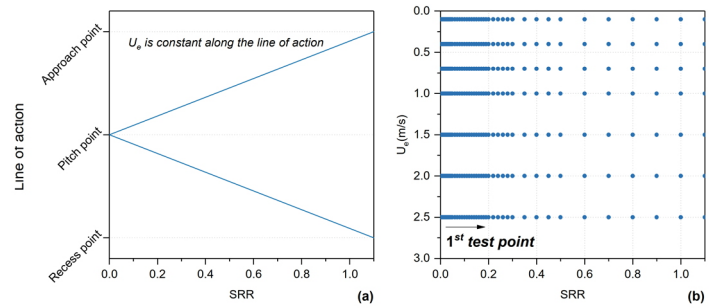 Approach point
Pitch point
Recess point
Line of action
Uₑ is constant along the line of action
0.0 0.2 0.4 0.6 0.8 1.0
SRR
(a)
0.0
0.5
1.0
1.5
2.0
2.5
3.0
Uₑ(m/s)
1ˢᵗ test point
0.0 0.2 0.4 0.6 0.8 1.0
SRR
(b)